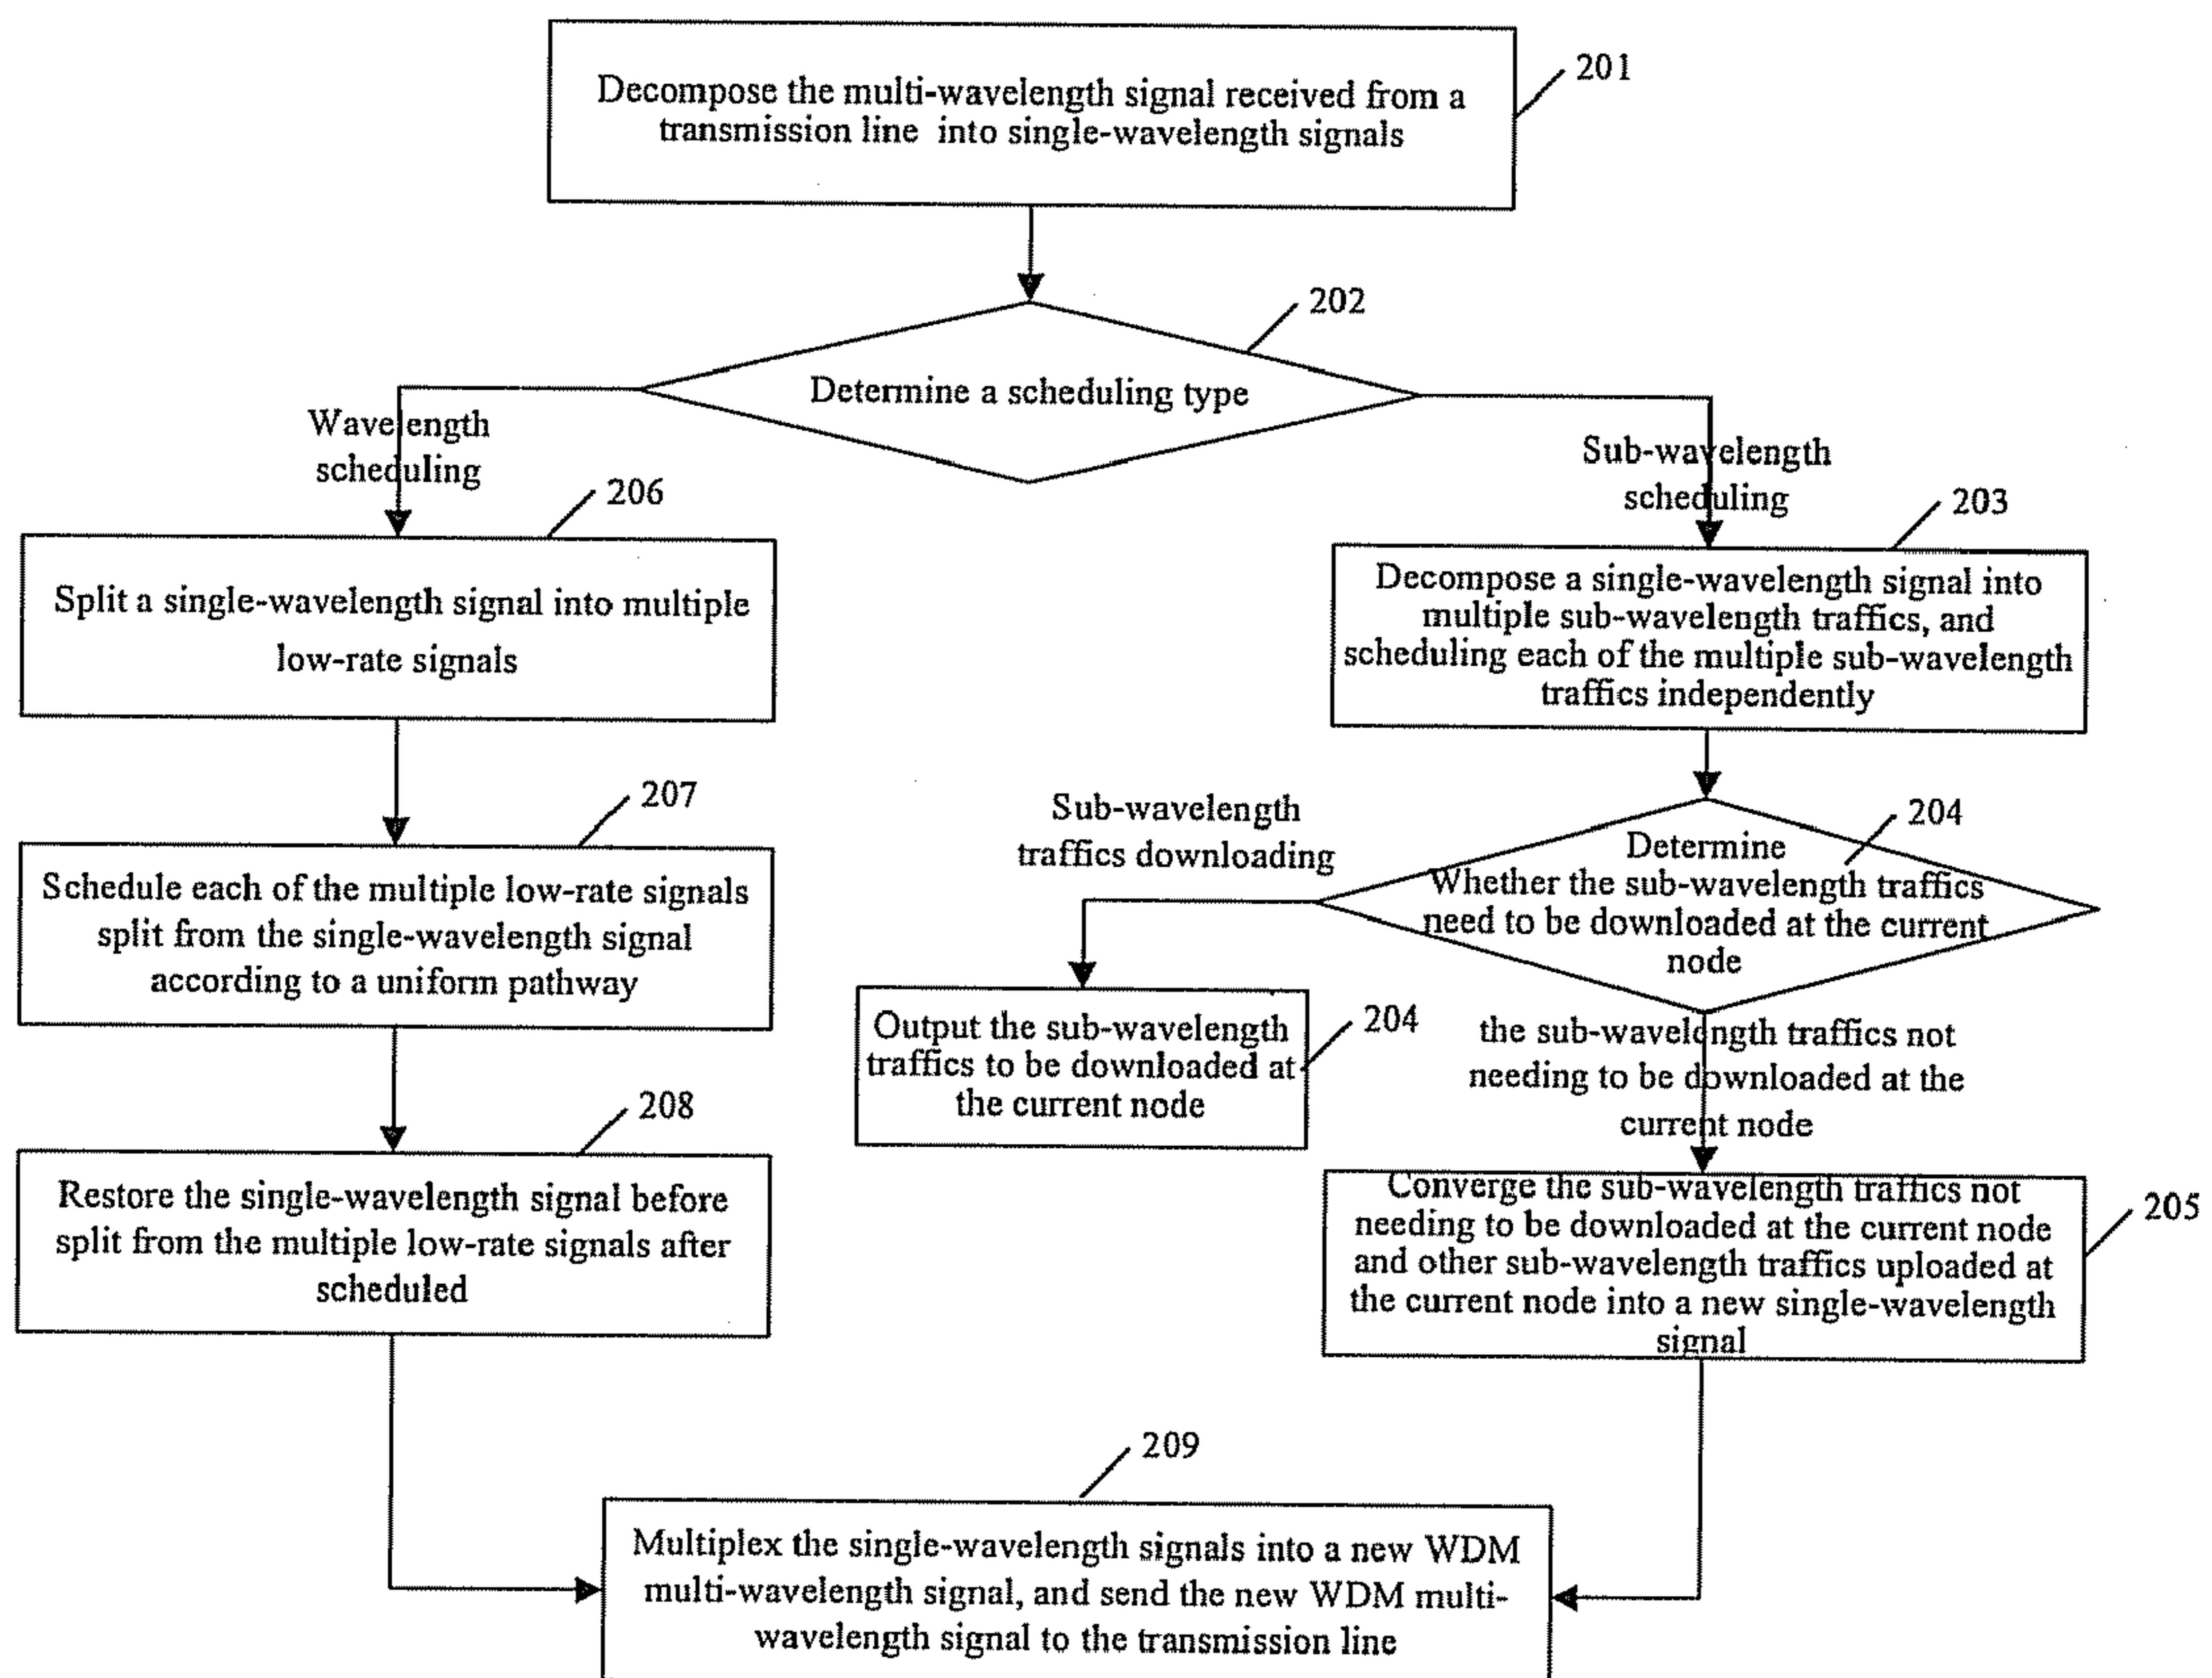 Decompose the multi-wavelength signal received from a
transmission line into single-wavelength signals
201
202
Determine a scheduling type
Wavelength
scheduling
206
Split a single-wavelength signal into multiple
low-rate signals
207
Schedule each of the multiple low-rate signals
split from the single-wavelength signal
according to a uniform pathway
208
Restore the single-wavelength signal before
split from the multiple low-rate signals after
scheduled
Sub-wavelength
scheduling
203
Decompose a single-wavelength signal into
multiple sub-wavelength traffics, and
scheduling each of the multiple sub-wavelength
traffics independently
204
Determine
Whether the sub-wavelength traffics
need to be downloaded at the current
node
Sub-wavelength
traffics downloading
Output the sub-wavelength
traffics to be downloaded at
the current node
204
the sub-wavelength traffics not
needing to be downloaded at the
current node
Converge the sub-wavelength traffics not
needing to be downloaded at the current node
and other sub-wavelength traffics uploaded at
the current node into a new single-wavelength
signal
205
209
Multiplex the single-wavelength signals into a new WDM
multi-wavelength signal, and send the new WDM multi-
wavelength signal to the transmission line